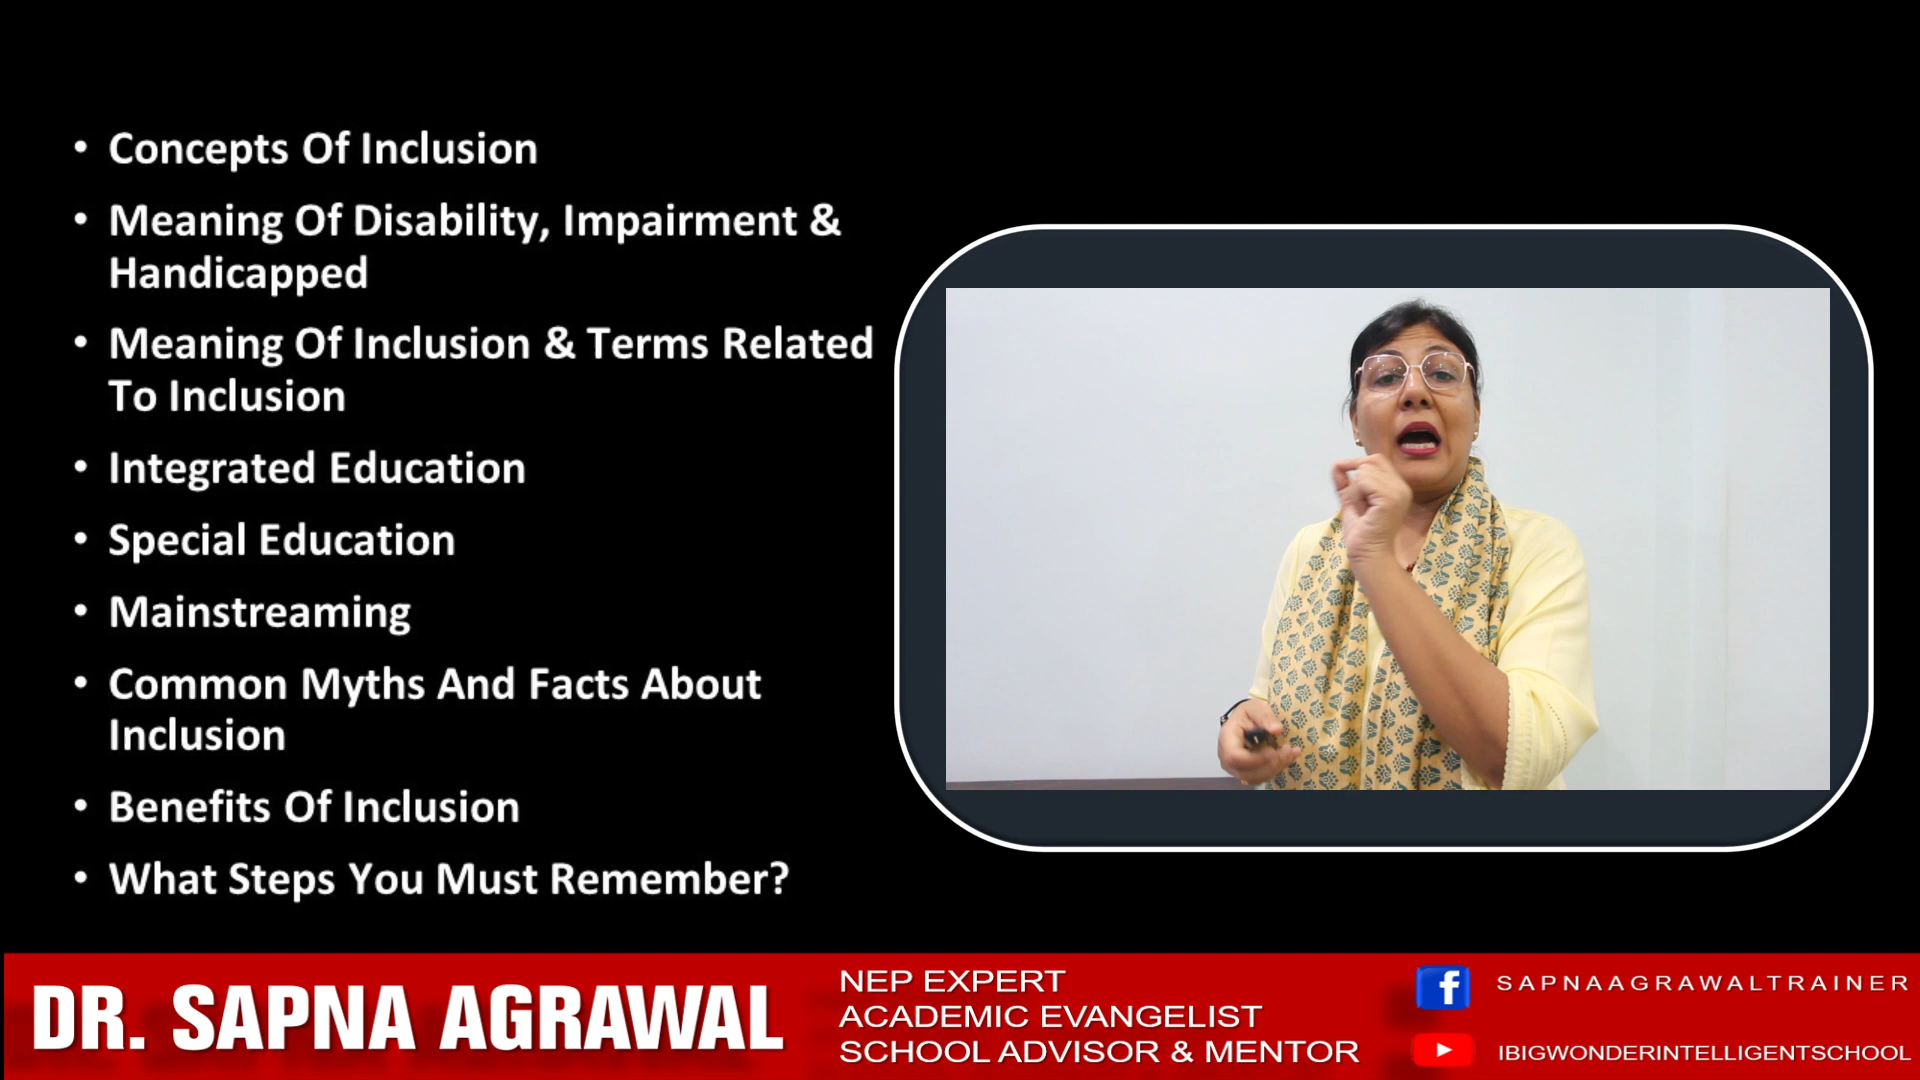 • Concepts Of Inclusion
• Meaning Of Disability, Impairment &
Handicapped
• Meaning Of Inclusion & Terms Related
To Inclusion
• Integrated Education
• Special Education
• Mainstreaming
• Common Myths And Facts About
Inclusion
• Benefits Of Inclusion
• What Steps You Must Remember?
DR. SAPNA AGRAWAL
NEP EXPERT
ACADEMIC EVANGELIST
SCHOOL ADVISOR & MENTOR
f SAPNAAGRAWALTRAINER
IBIGWONDERINTELLIGENTSCHOOL